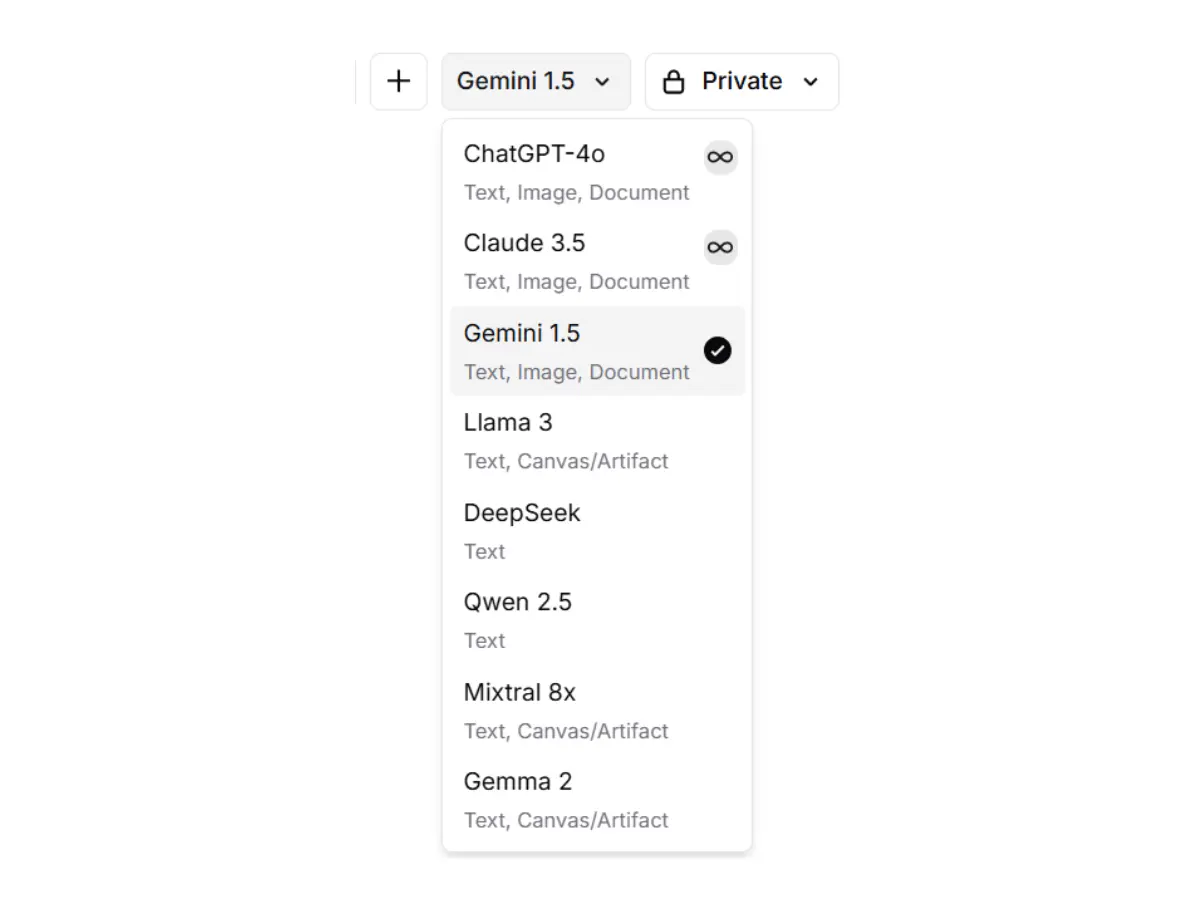 Gemini 1.5
Private
ChatGPT-4o
Text, Image, Document
Claude 3.5
Text, Image, Document
Gemini 1.5
Text, Image, Document
Llama 3
Text, Canvas/Artifact
DeepSeek
Text
Qwen 2.5
Text
Mixtral 8x
Text, Canvas/Artifact
Gemma 2
Text, Canvas/Artifact